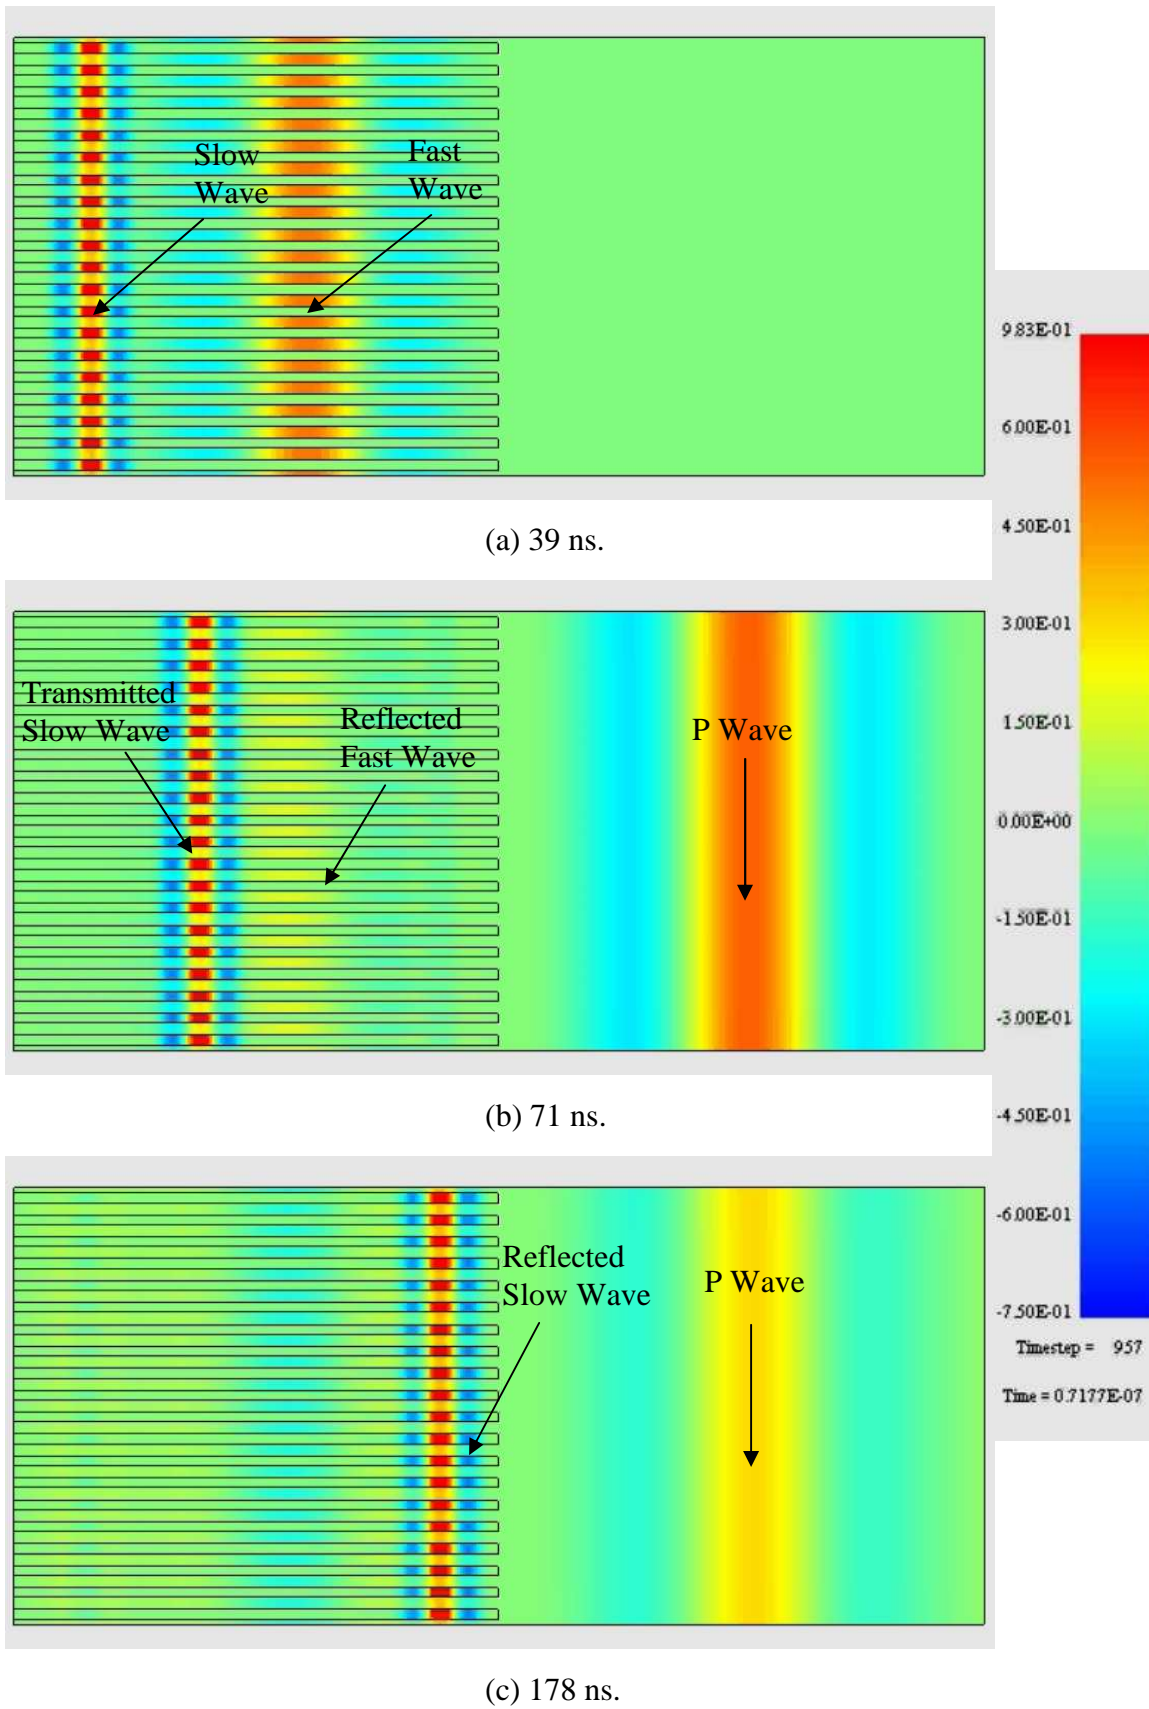 Slow
Wave
Fast
Wave
(a) 39 ns.
Transmitted
Slow Wave
Reflected
Fast Wave
P Wave
(b) 71 ns.
Reflected
Slow Wave
P Wave
(c) 178 ns.
9.83E-01
6.00E-01
4.50E-01
3.00E-01
1.50E-01
0.00E+00
-1.50E-01
-3.00E-01
-4.50E-01
-6.00E-01
-7.50E-01
Timestep = 957
Time = 0.7177E-07